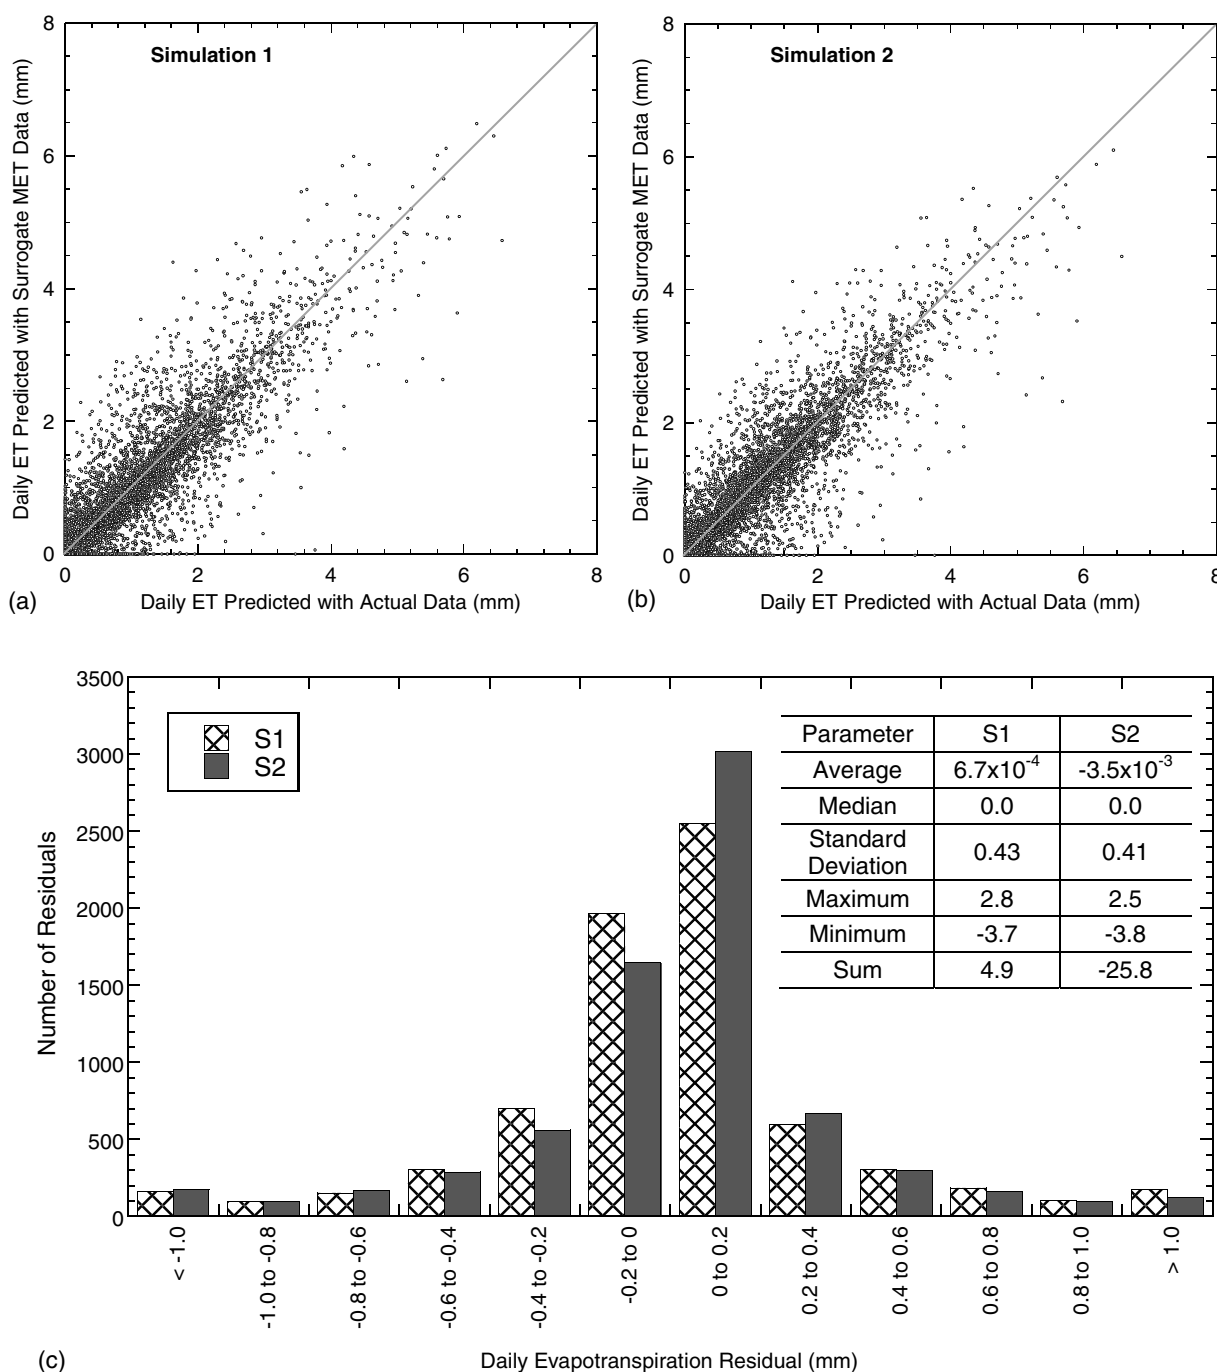 Simulation 1
Daily ET Predicted with Surrogate MET Data (mm)
8
6
4
2
0
0 2 4 6 8
(a) Daily ET Predicted with Actual Data (mm)
Simulation 2
Daily ET Predicted with Surrogate MET Data (mm)
8
6
4
2
0
0 2 4 6 8
(b) Daily ET Predicted with Actual Data (mm)
Number of Residuals
3500
3000
2500
2000
1500
1000
500
0
S1
S2
Parameter S1 S2
Average 6.7x10^-4 -3.5x10^-3
Median 0.0 0.0
Standard Deviation 0.43 0.41
Maximum 2.8 2.5
Minimum -3.7 -3.8
Sum 4.9 -25.8
< -1.0
-1.0 to -0.8
-0.8 to -0.6
-0.6 to -0.4
-0.4 to -0.2
-0.2 to 0
0 to 0.2
0.2 to 0.4
0.4 to 0.6
0.6 to 0.8
0.8 to 1.0
> 1.0
(c) Daily Evapotranspiration Residual (mm)